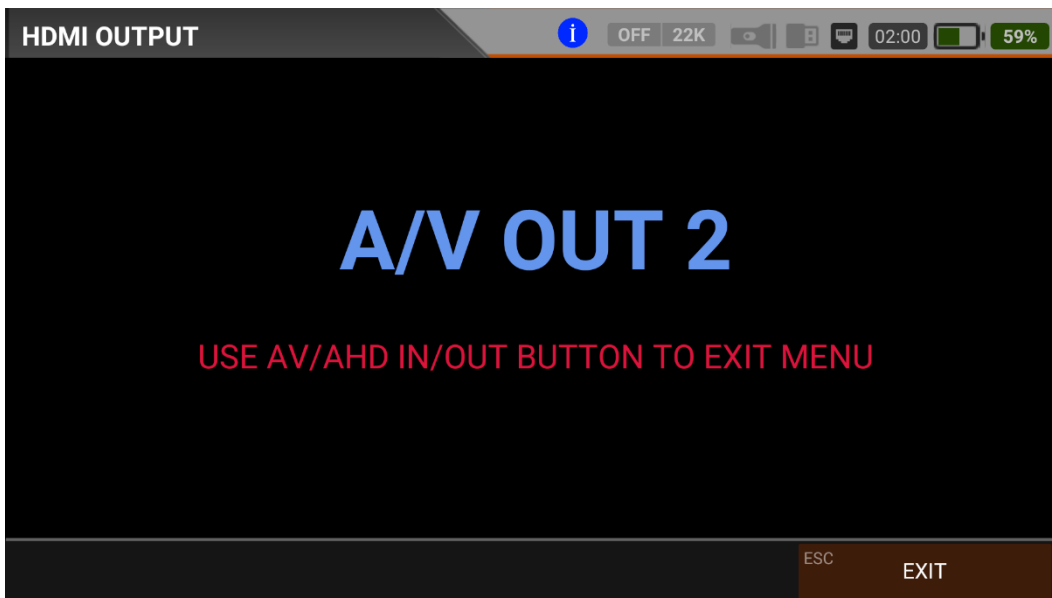 HDMI OUTPUT
i OFF 22K 02:00 59%
A/V OUT 2
USE AV/AHD IN/OUT BUTTON TO EXIT MENU
ESC EXIT